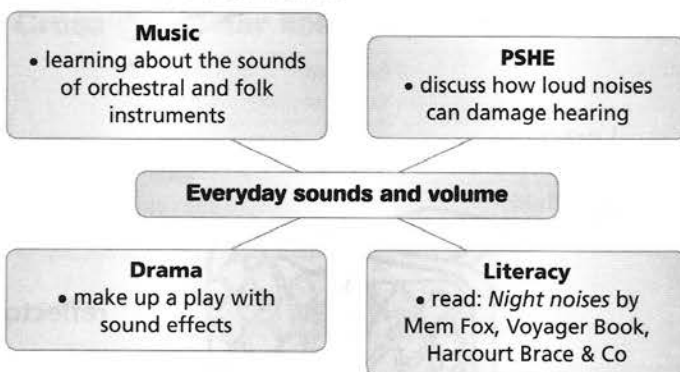 Music
• learning about the sounds
of orchestral and folk
instruments
PSHE
• discuss how loud noises
can damage hearing
Everyday sounds and volume
Drama
• make up a play with
sound effects
Literacy
• read: Night noises by
Mem Fox, Voyager Book,
Harcourt Brace & Co